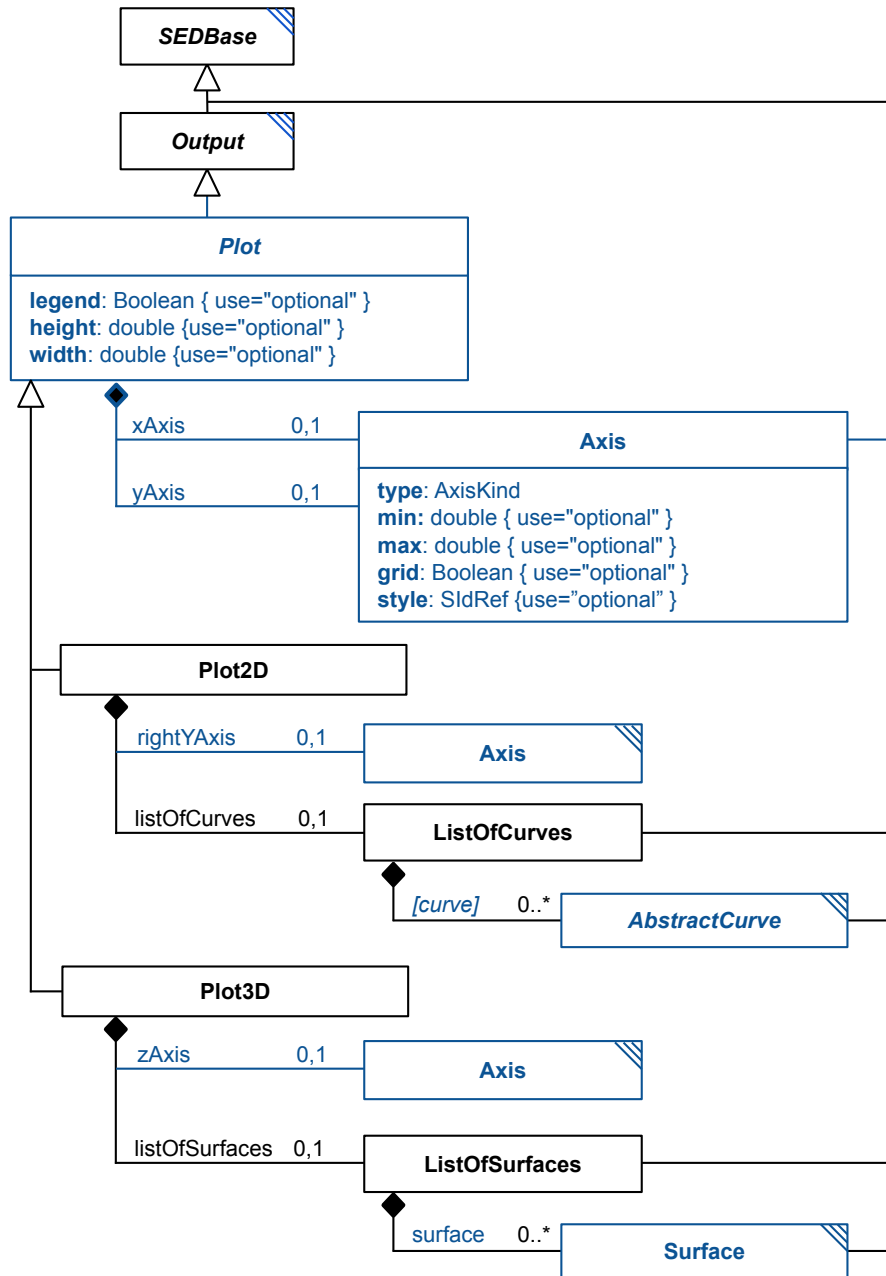 SEDBase
Output
Plot
legend: Boolean { use="optional" }
height: double {use="optional" }
width: double {use="optional" }
xAxis 0,1
Axis
yAxis 0,1
type: AxisKind
min: double { use="optional" }
max: double { use="optional" }
grid: Boolean { use="optional" }
style: SIdRef {use=”optional” }
Plot2D
rightYAxis 0,1
Axis
listOfCurves 0,1
ListOfCurves
[curve] 0..*
AbstractCurve
Plot3D
zAxis 0,1
Axis
listOfSurfaces 0,1
ListOfSurfaces
surface 0..*
Surface